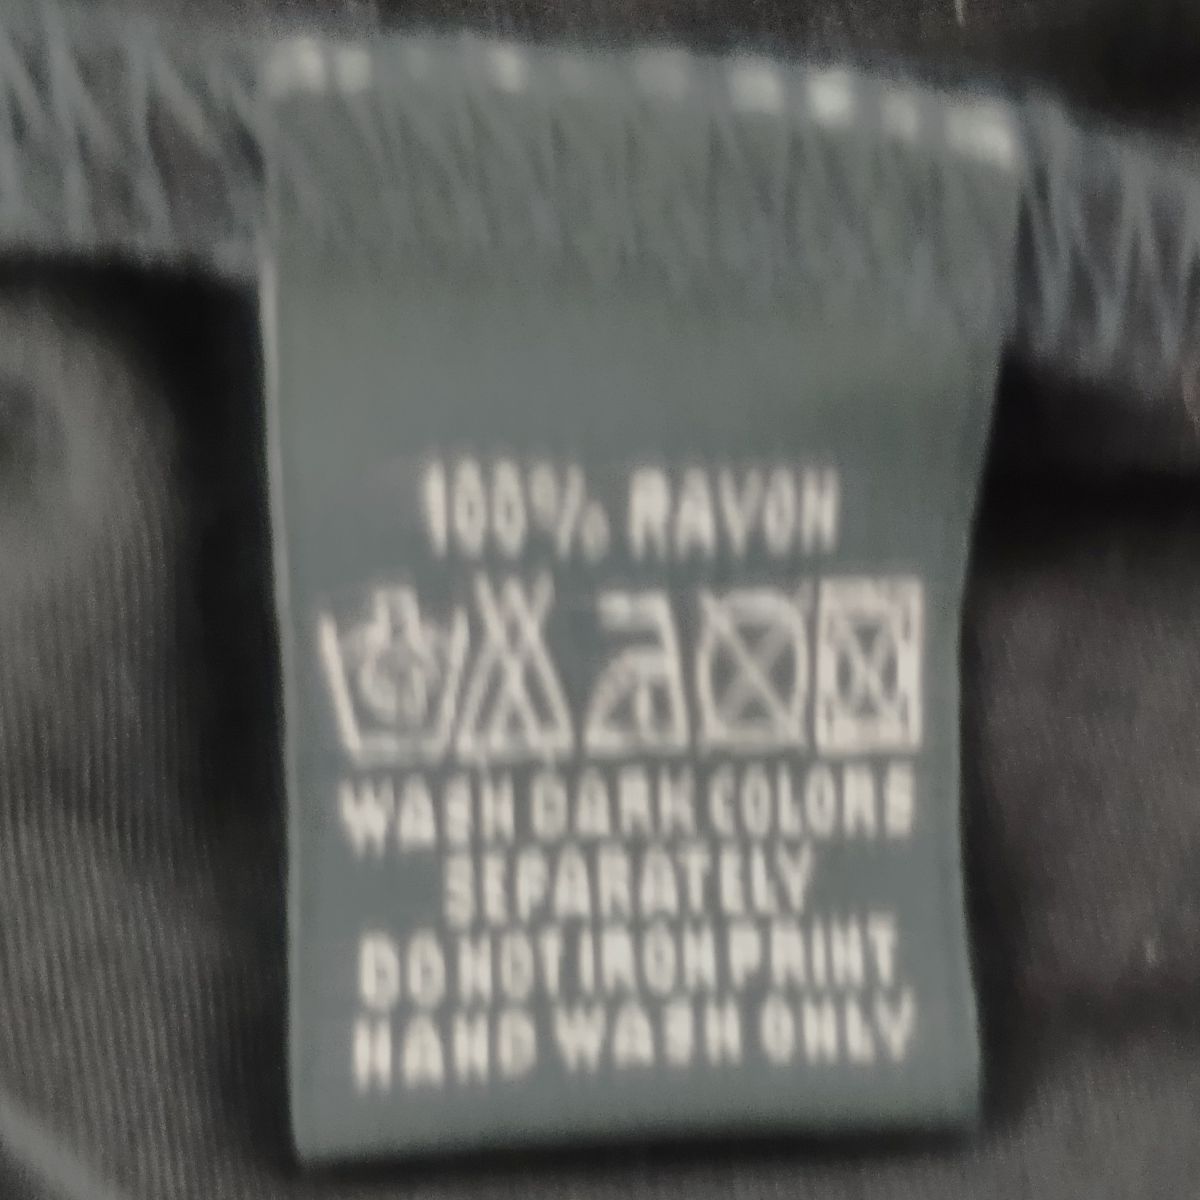 100% RAYON
WASH DARK COLORS
SEPARATELY
DO NOT IRON PRINT
HAND WASH ONLY